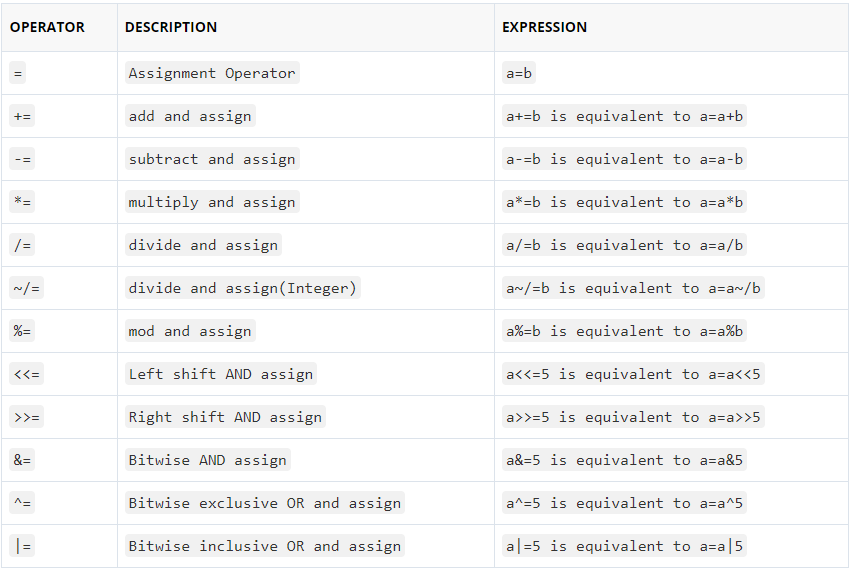 OPERATOR DESCRIPTION EXPRESSION
= Assignment Operator a=b
+= add and assign a+=b is equivalent to a=a+b
-= subtract and assign a-=b is equivalent to a=a-b
*= multiply and assign a*=b is equivalent to a=a*b
/= divide and assign a/=b is equivalent to a=a/b
~/= divide and assign(Integer) a~/=b is equivalent to a=a~/b
%= mod and assign a%=b is equivalent to a=a%b
<<= Left shift AND assign a<<=5 is equivalent to a=a<<5
>>= Right shift AND assign a>>=5 is equivalent to a=a>>5
&= Bitwise AND assign a&=5 is equivalent to a=a&5
^= Bitwise exclusive OR and assign a^=5 is equivalent to a=a^5
|= Bitwise inclusive OR and assign a|=5 is equivalent to a=a|5